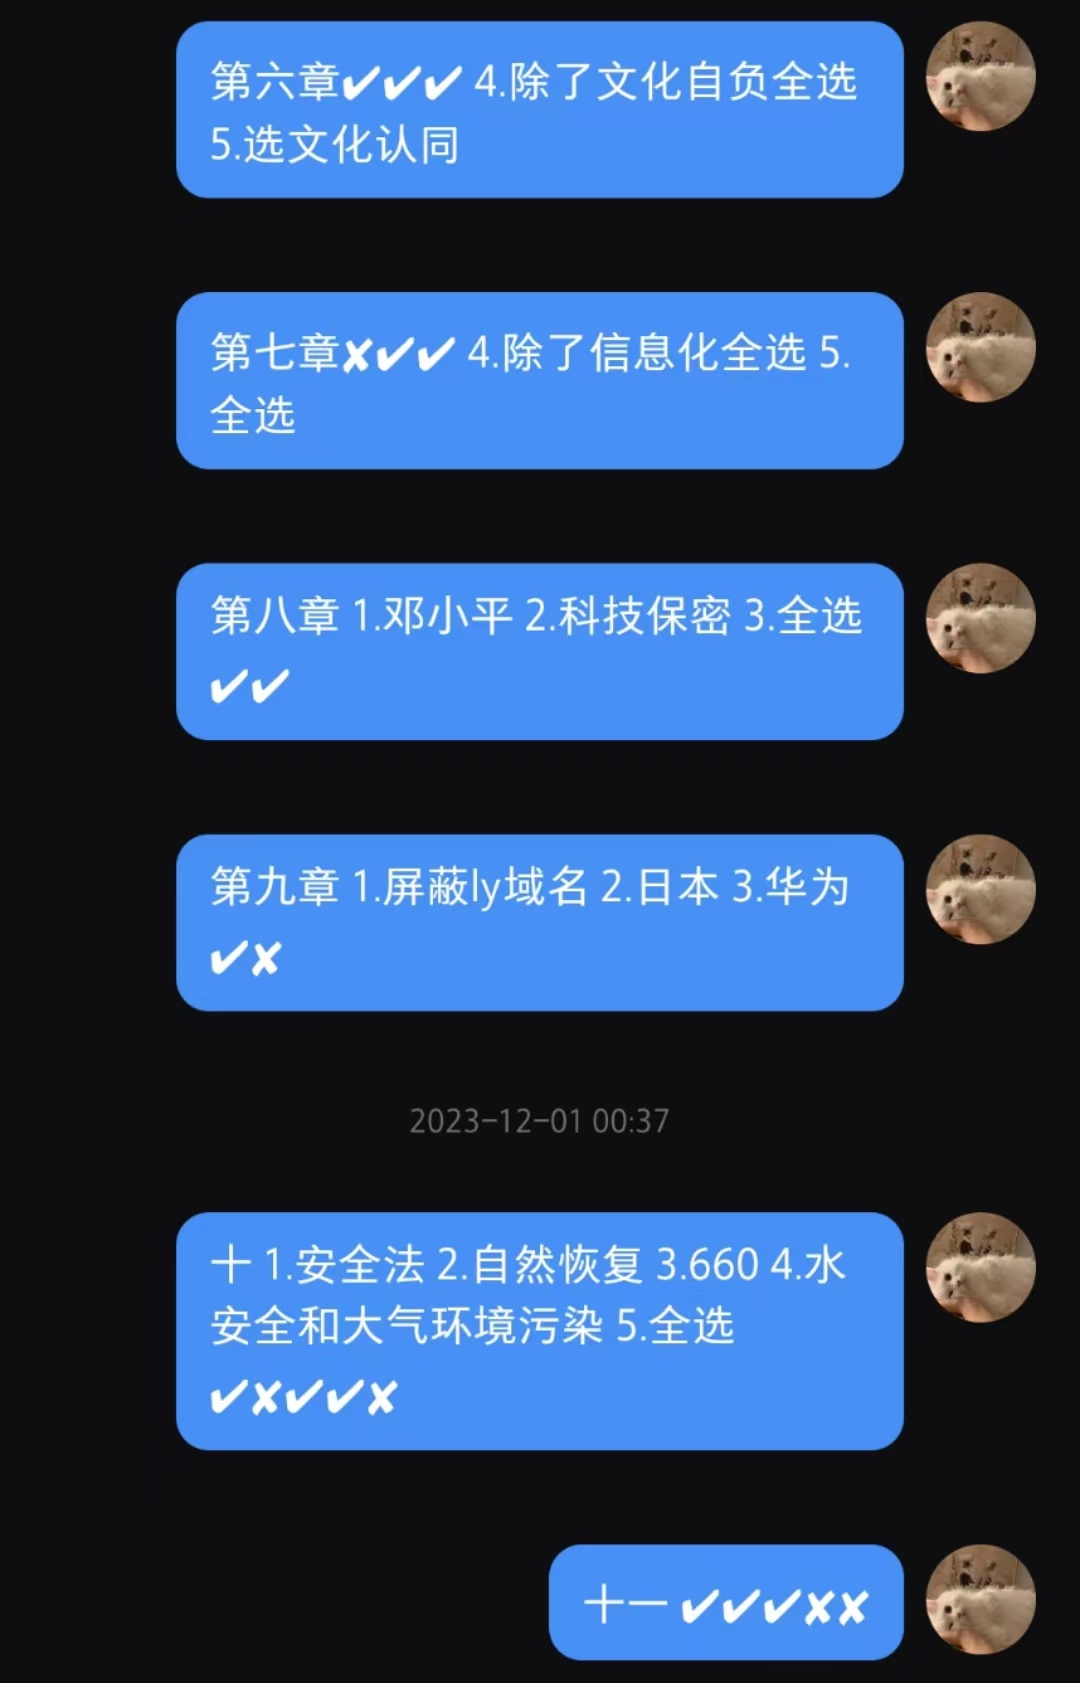 第六章✔✔✔ 4.除了文化自负全选
5.选文化认同
第七章✘✔✔ 4.除了信息化全选 5.
全选
第八章 1.邓小平 2.科技保密 3.全选
✔✔
第九章 1.屏蔽ly域名 2.日本 3.华为
✔✘
2023-12-01 00:37
十 1.安全法 2.自然恢复 3.660 4.水
安全和大气环境污染 5.全选
✔✘✔✔✘
十一 ✔✔✔✘✘